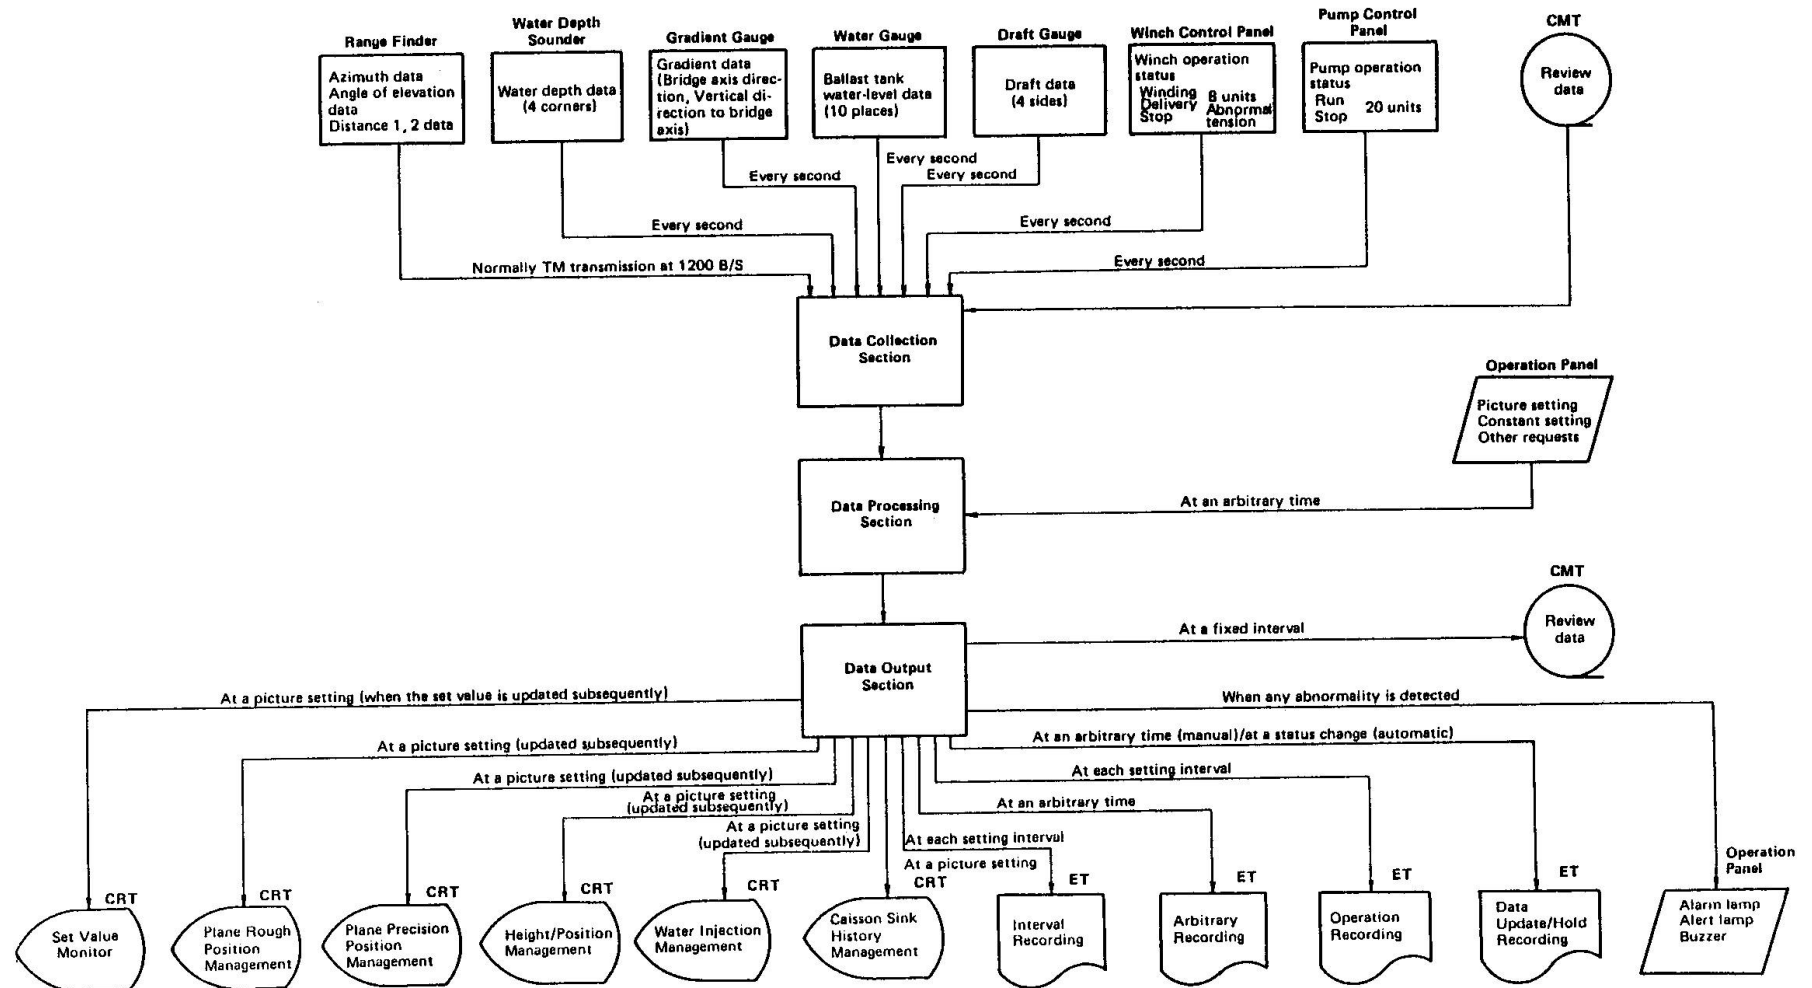 Range Finder
Azimuth data
Angle of elevation
data
Distance 1, 2 data
Water Depth
Sounder
Water depth data
(4 corners)
Gradient Gauge
Gradient data
(Bridge axis direc-
tion, Vertical di-
rection to bridge
axis)
Water Gauge
Ballast tank
water-level data
(10 places)
Draft Gauge
Draft data
(4 sides)
Winch Control Panel
Winch operation
status
Winding
Delivery
Stop
8 units
Abnormal
tension
Pump Control
Panel
Pump operation
status
Run
Stop
20 units
CMT
Review
data
Every second
Every second
Every second
Every second
Every second
Normally TM transmission at 1200 B/S
Every second
Data Collection
Section
Operation Panel
Picture setting
Constant setting
Other requests
Data Processing
Section
At an arbitrary time
CMT
Review
data
At a fixed interval
Data Output
Section
At a picture setting (when the set value is updated subsequently)
When any abnormality is detected
At a picture setting (updated subsequently)
At an arbitrary time (manual)/at a status change (automatic)
At a picture setting (updated subsequently)
At each setting interval
At a picture setting
(updated subsequently)
At an arbitrary time
At a picture setting
(updated subsequently)
At each setting interval
At a picture setting
CRT
Set Value
Monitor
CRT
Plane Rough
Position
Management
CRT
Plane Precision
Position
Management
CRT
Height/Position
Management
CRT
Water Injection
Management
CRT
Caisson Sink
History
Management
ET
Interval
Recording
ET
Arbitrary
Recording
ET
Operation
Recording
ET
Data
Update/Hold
Recording
Operation
Panel
Alarm lamp
Alert lamp
Buzzer